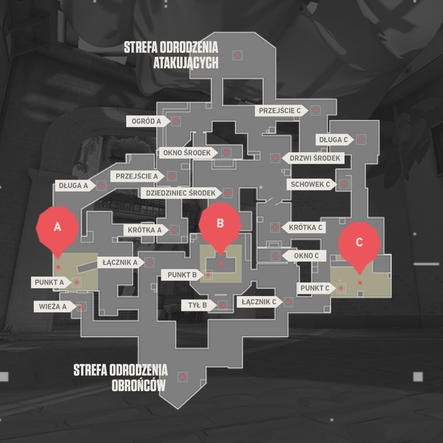 STREFA ODRODZENIA
ATAKUJĄCYCH
PRZEJŚCIE C
OGRÓD A
DŁUGA C
OKNO ŚRODEK
DRZWI ŚRODEK
PRZEJŚCIE A
DŁUGA A
SCHOWEK C
DZIEDZINIEC ŚRODEK
A
B
C
KRÓTKA A
KRÓTKA C
OKNO C
ŁĄCZNIK A
PUNKT B
PUNKT A
PUNKT C
WIEŻA A
TYŁ B
ŁĄCZNIK C
STREFA ODRODZENIA
OBROŃCÓW